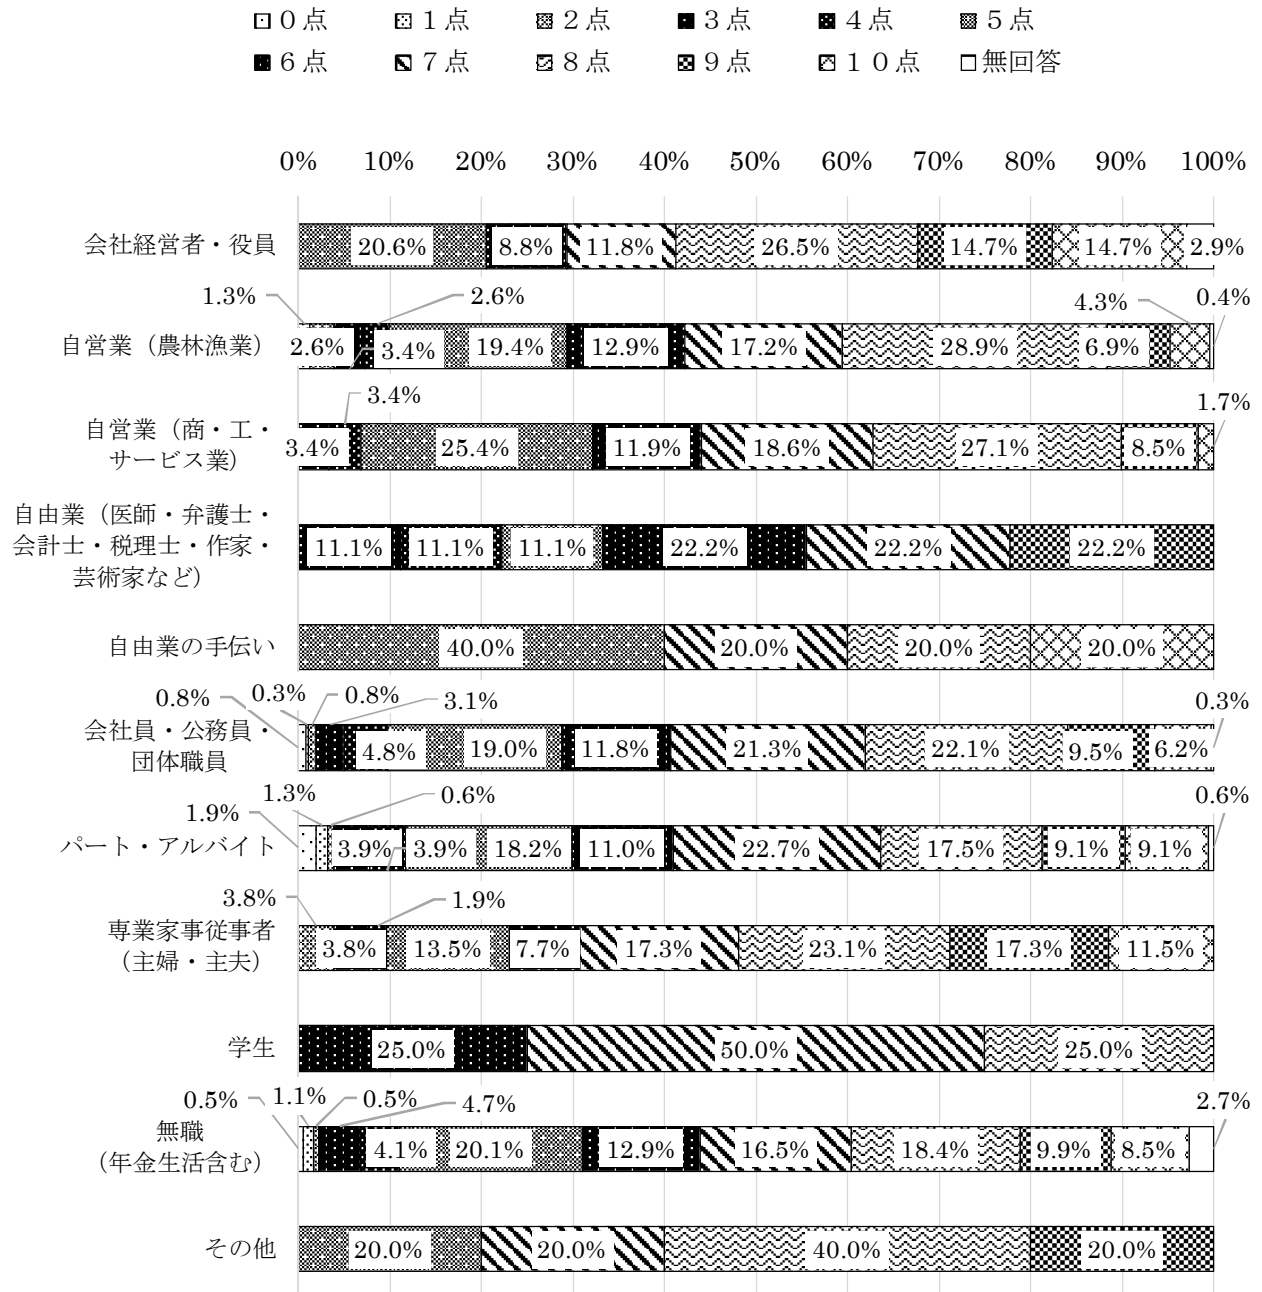 ０点 １点 ２点 ３点 ４点 ５点
６点 ７点 ８点 ９点 １０点 無回答
0% 10% 20% 30% 40% 50% 60% 70% 80% 90% 100%
会社経営者・役員
20.6% 8.8% 11.8% 26.5% 14.7% 14.7% 2.9%
1.3% 2.6% 4.3% 0.4%
自営業（農林漁業）
2.6% 3.4% 19.4% 12.9% 17.2% 28.9% 6.9%
3.4% 1.7%
自営業（商・工・
サービス業）
3.4% 25.4% 11.9% 18.6% 27.1% 8.5%
自由業（医師・弁護士・
会計士・税理士・作家・
芸術家など）
11.1% 11.1% 11.1% 22.2% 22.2% 22.2%
自由業の手伝い
40.0% 20.0% 20.0% 20.0%
0.8% 0.3% 0.8% 3.1% 0.3%
会社員・公務員・
団体職員
4.8% 19.0% 11.8% 21.3% 22.1% 9.5% 6.2%
1.9% 1.3% 0.6% 0.6%
パート・アルバイト
3.9% 3.9% 18.2% 11.0% 22.7% 17.5% 9.1% 9.1%
3.8% 1.9%
専業家事従事者
（主婦・主夫）
3.8% 13.5% 7.7% 17.3% 23.1% 17.3% 11.5%
学生
25.0% 50.0% 25.0%
0.5% 1.1% 0.5% 4.7% 2.7%
無職
（年金生活含む）
4.1% 20.1% 12.9% 16.5% 18.4% 9.9% 8.5%
その他
20.0% 20.0% 40.0% 20.0%